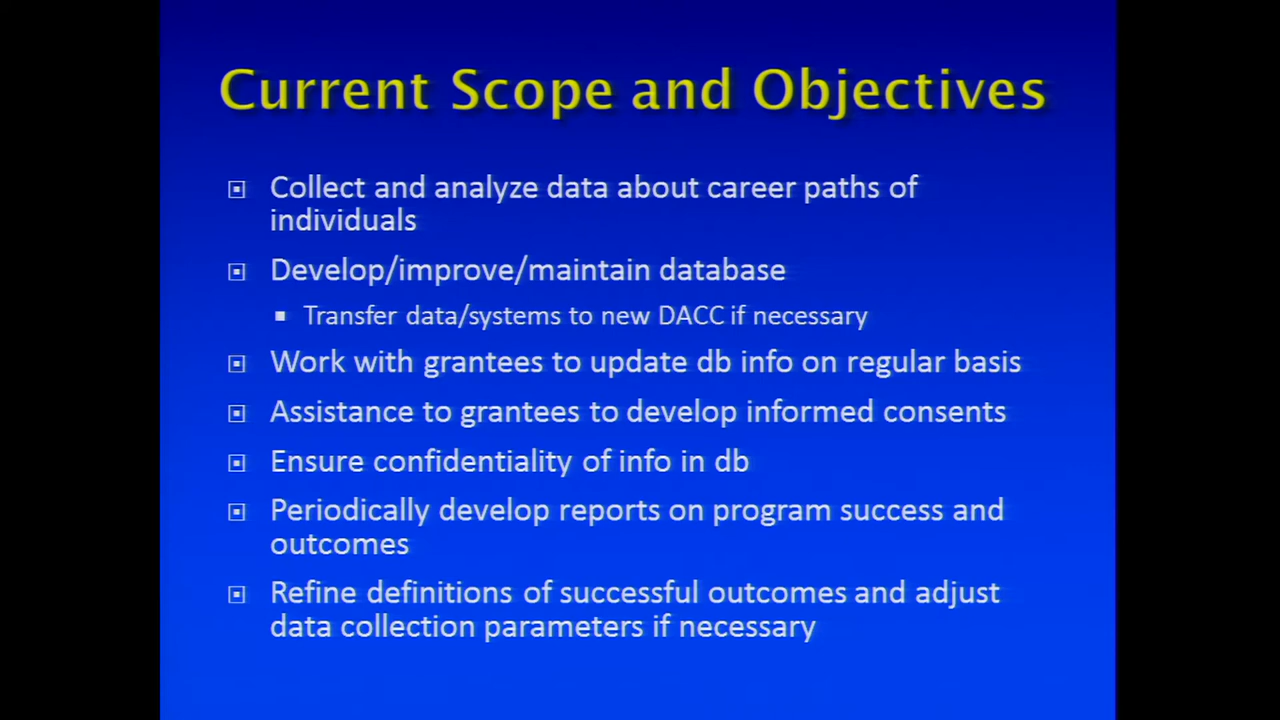 Current Scope and Objectives
Collect and analyze data about career paths of
individuals
Develop/improve/maintain database
Transfer data/systems to new DACC if necessary
Work with grantees to update db info on regular basis
Assistance to grantees to develop informed consents
Ensure confidentiality of info in db
Periodically develop reports on program success and
outcomes
Refine definitions of successful outcomes and adjust
data collection parameters if necessary